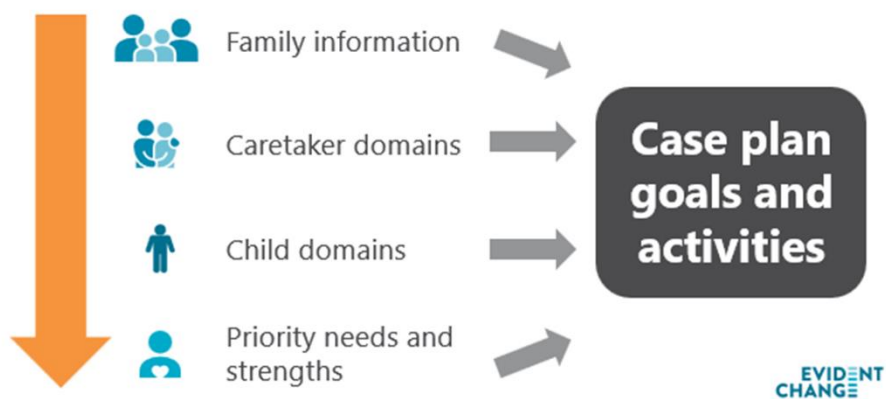 Family information
Caretaker domains
Child domains
Priority needs and
strengths
Case plan
goals and
activities
EVIDENT
CHANGE